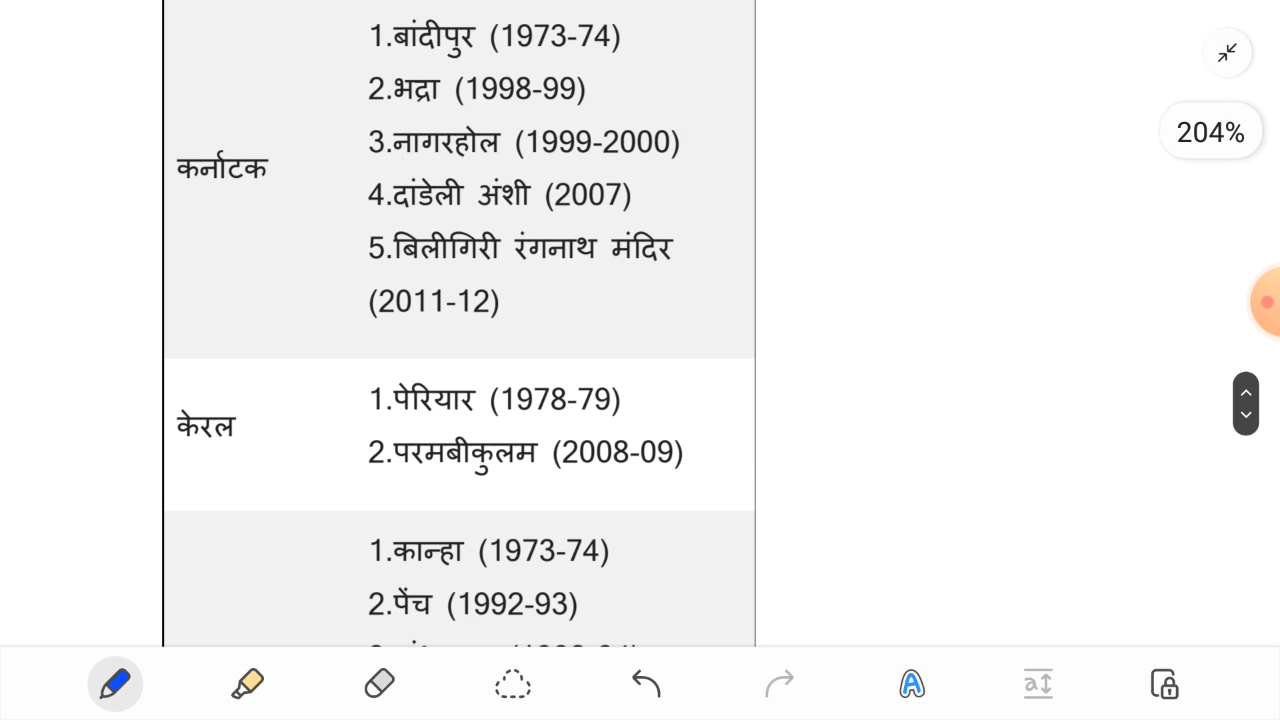 1.बांदीपुर (1973-74)
2.भद्रा (1998-99)
3.नागरहोल (1999-2000)
कर्नाटक
4.दांडेली अंशी (2007)
5.बिलीगिरी रंगनाथ मंदिर
(2011-12)
1.पेरियार (1978-79)
केरल
2.परमबीकुलम (2008-09)
1.कान्हा (1973-74)
2.पेंच (1992-93)
204%